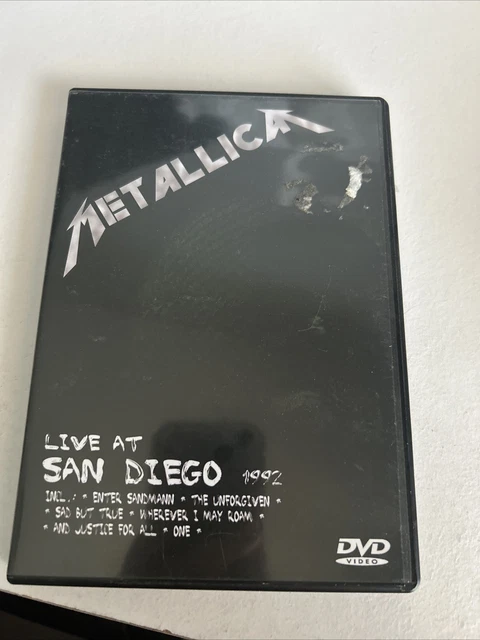 METALLICA
LIVE AT
SAN DIEGO 1992
INCL.: * ENTER SANDMANN * THE UNFORGIVEN *
* SAD BUT TRUE * WHEREVER I MAY ROAM *
* AND JUSTICE FOR ALL * ONE *
DVD
VIDEO